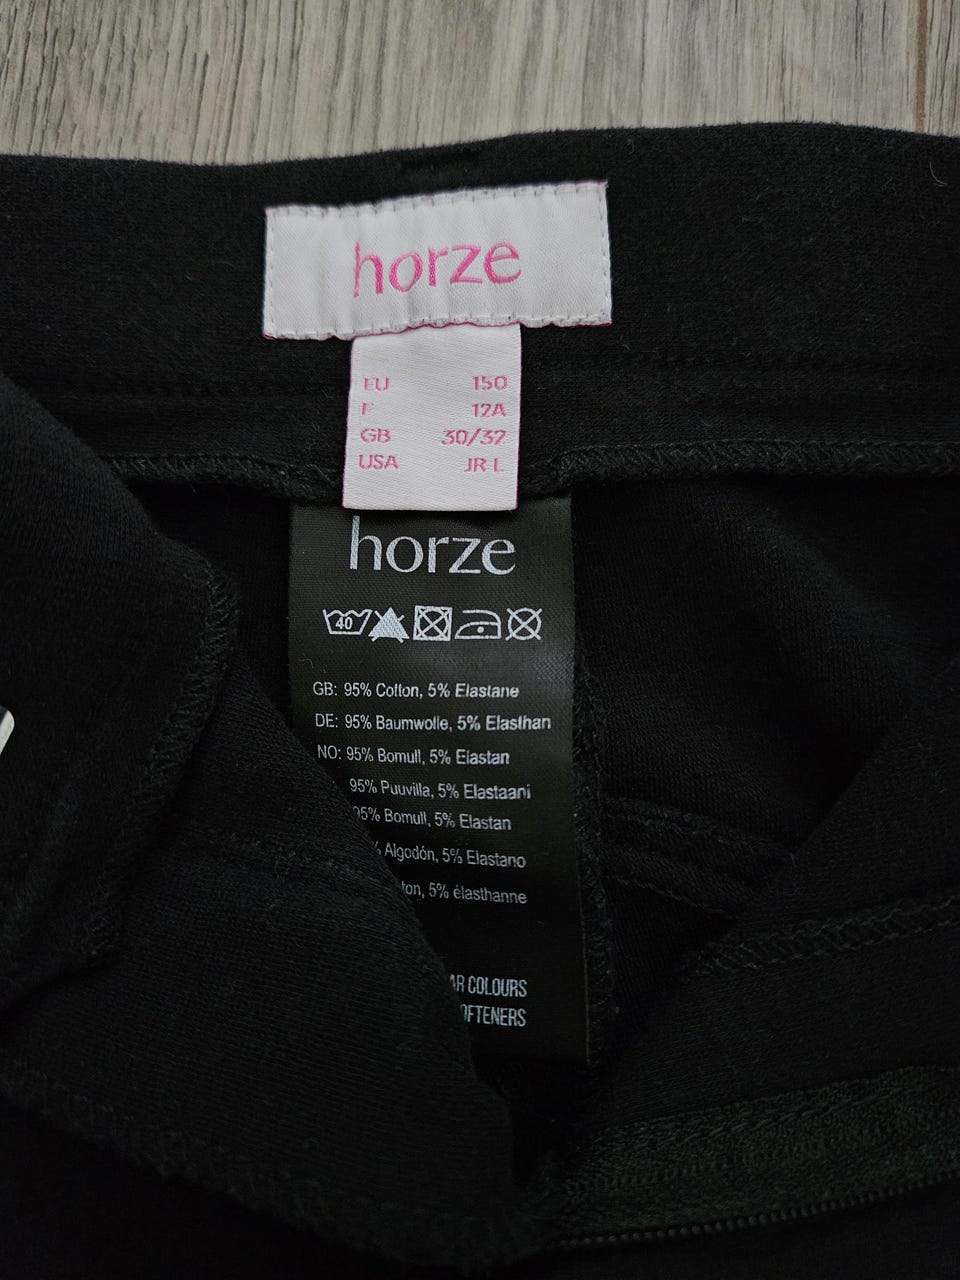 horze
EU 150
F 12A
GB 30/32
USA JR L
horze
40
GB: 95% Cotton, 5% Elastane
DE: 95% Baumwolle, 5% Elasthan
NO: 95% Bomull, 5% Elastan
95% Puuvilla, 5% Elastaani
95% Bomull, 5% Elastan
% Algodón, 5% Elastano
5% élasthanne
COLOURS